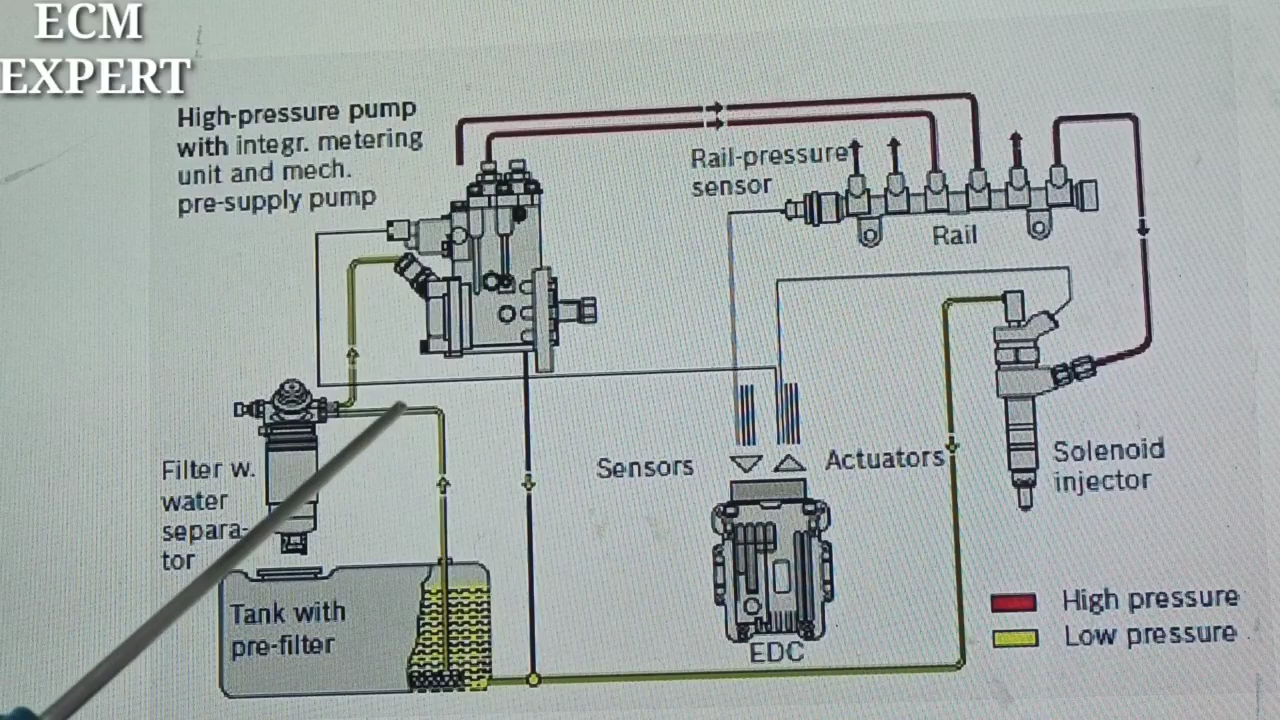 ECM
EXPERT
High-pressure pump
with integr. metering
unit and mech.
pre-supply pump
Rail-pressure
sensor
Rail
Filter w.
water
separa-
tor
Sensors
Actuators
Solenoid
injector
Tank with
pre-filter
EDC
High pressure
Low pressure